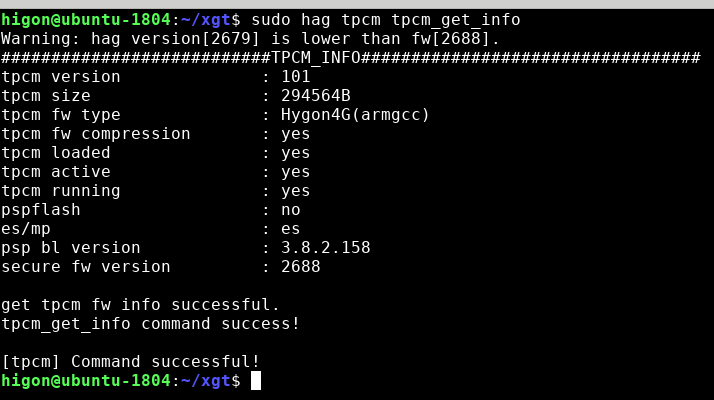 higon@ubuntu-1804:~/xgt$ sudo hag tpcm tpcm_get_info
Warning: hag version[2679] is lower than fw[2688].
###########################TPCM_INFO##################################
tpcm version              : 101
tpcm size                 : 294564B
tpcm fw type              : Hygon4G(armgcc)
tpcm fw compression       : yes
tpcm loaded               : yes
tpcm active               : yes
tpcm running              : yes
pspflash                  : no
es/mp                     : es
psp bl version            : 3.8.2.158
secure fw version         : 2688
get tpcm fw info successful.
tpcm_get_info command success!
[tpcm] Command successful!
higon@ubuntu-1804:~/xgt$